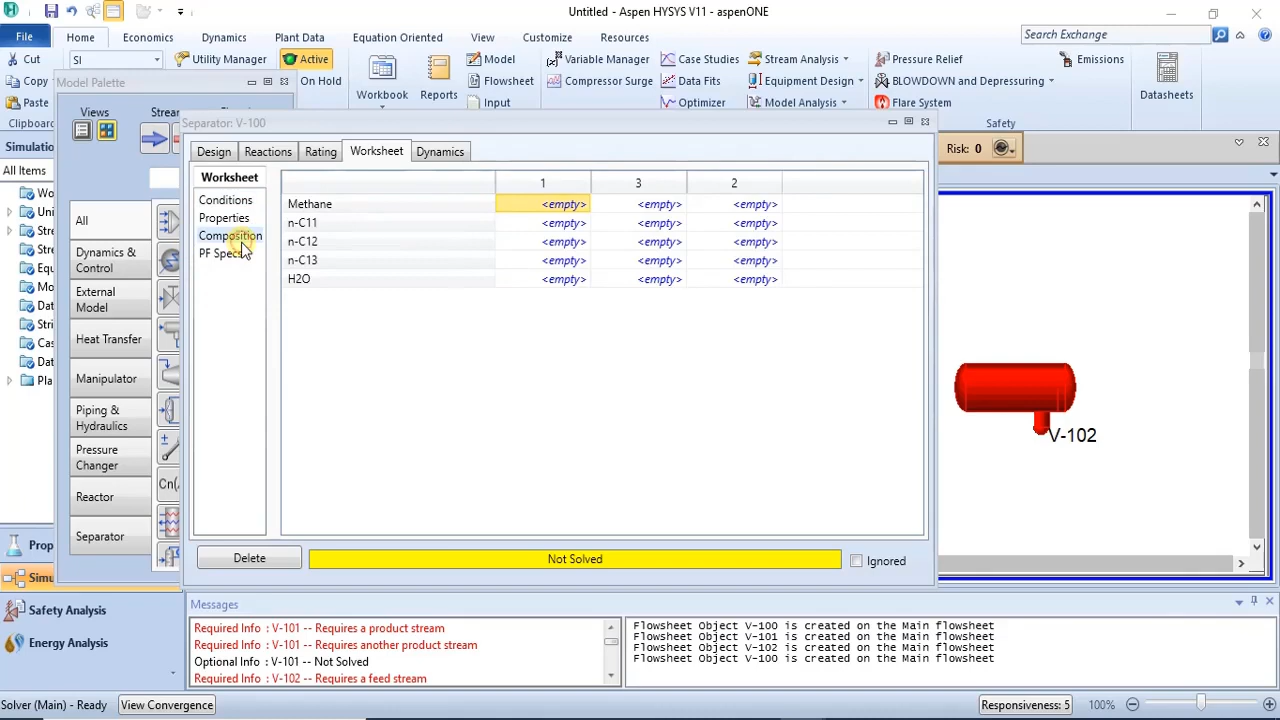 Untitled - Aspen HYSYS V11 - aspenONE
File Home Economics Dynamics Plant Data Equation Oriented View Customize Resources Search Exchange
Cut SI Utility Manager Active Model Variable Manager Case Studies Stream Analysis Pressure Relief Emissions
Copy On Hold Flowsheet Compressor Surge Data Fits Equipment Design BLOWDOWN and Depressuring
Paste Workbook Reports Input Optimizer Model Analysis Flare System Datasheets
Clipboard Safety
Model Palette
Views
Separator: V-100
Simulation
All Items
Risk: 0
Design Reactions Rating Worksheet Dynamics
Worksheet
Conditions
Properties
Composition
PF Specs
1 3 2
Methane <empty> <empty> <empty>
n-C11 <empty> <empty> <empty>
n-C12 <empty> <empty> <empty>
n-C13 <empty> <empty> <empty>
H2O <empty> <empty> <empty>
All
Dynamics & Control
External Model
Heat Transfer
Manipulator
Piping & Hydraulics
Pressure Changer
Reactor
Separator
V-102
Delete Not Solved Ignored
Safety Analysis
Energy Analysis
Messages
Required Info : V-101 -- Requires a product stream
Required Info : V-101 -- Requires another product stream
Optional Info : V-101 -- Not Solved
Required Info : V-102 -- Requires a feed stream
Flowsheet Object V-100 is created on the Main flowsheet
Flowsheet Object V-101 is created on the Main flowsheet
Flowsheet Object V-102 is created on the Main flowsheet
Flowsheet Object V-100 is created on the Main flowsheet
Solver (Main) - Ready View Convergence Responsiveness: 5 100%